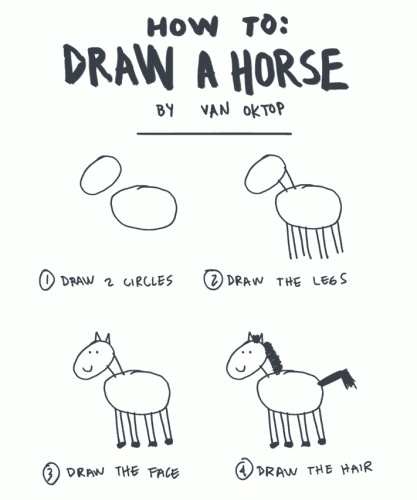 HOW TO:
DRAW A HORSE
BY VAN OKTOP
① DRAW 2 CIRCLES
② DRAW THE LEGS
③ DRAW THE FACE
④ DRAW THE HAIR